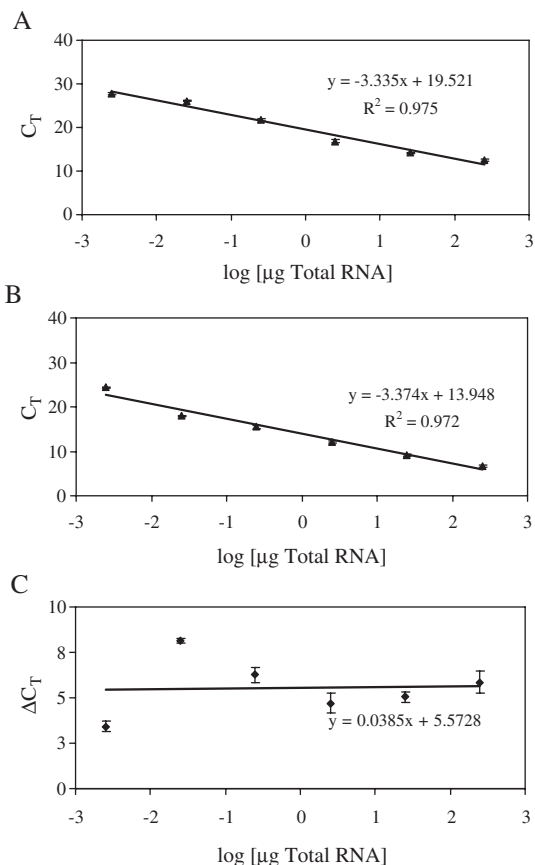 A
40
30
20
10
0
C_T
y = -3.335x + 19.521
R² = 0.975
-3 -2 -1 0 1 2 3
log [µg Total RNA]
B
40
30
20
10
0
C_T
y = -3.374x + 13.948
R² = 0.972
-3 -2 -1 0 1 2 3
log [µg Total RNA]
C
10
8
5
3
0
ΔC_T
y = 0.0385x + 5.5728
-3 -2 -1 0 1 2 3
log [µg Total RNA]